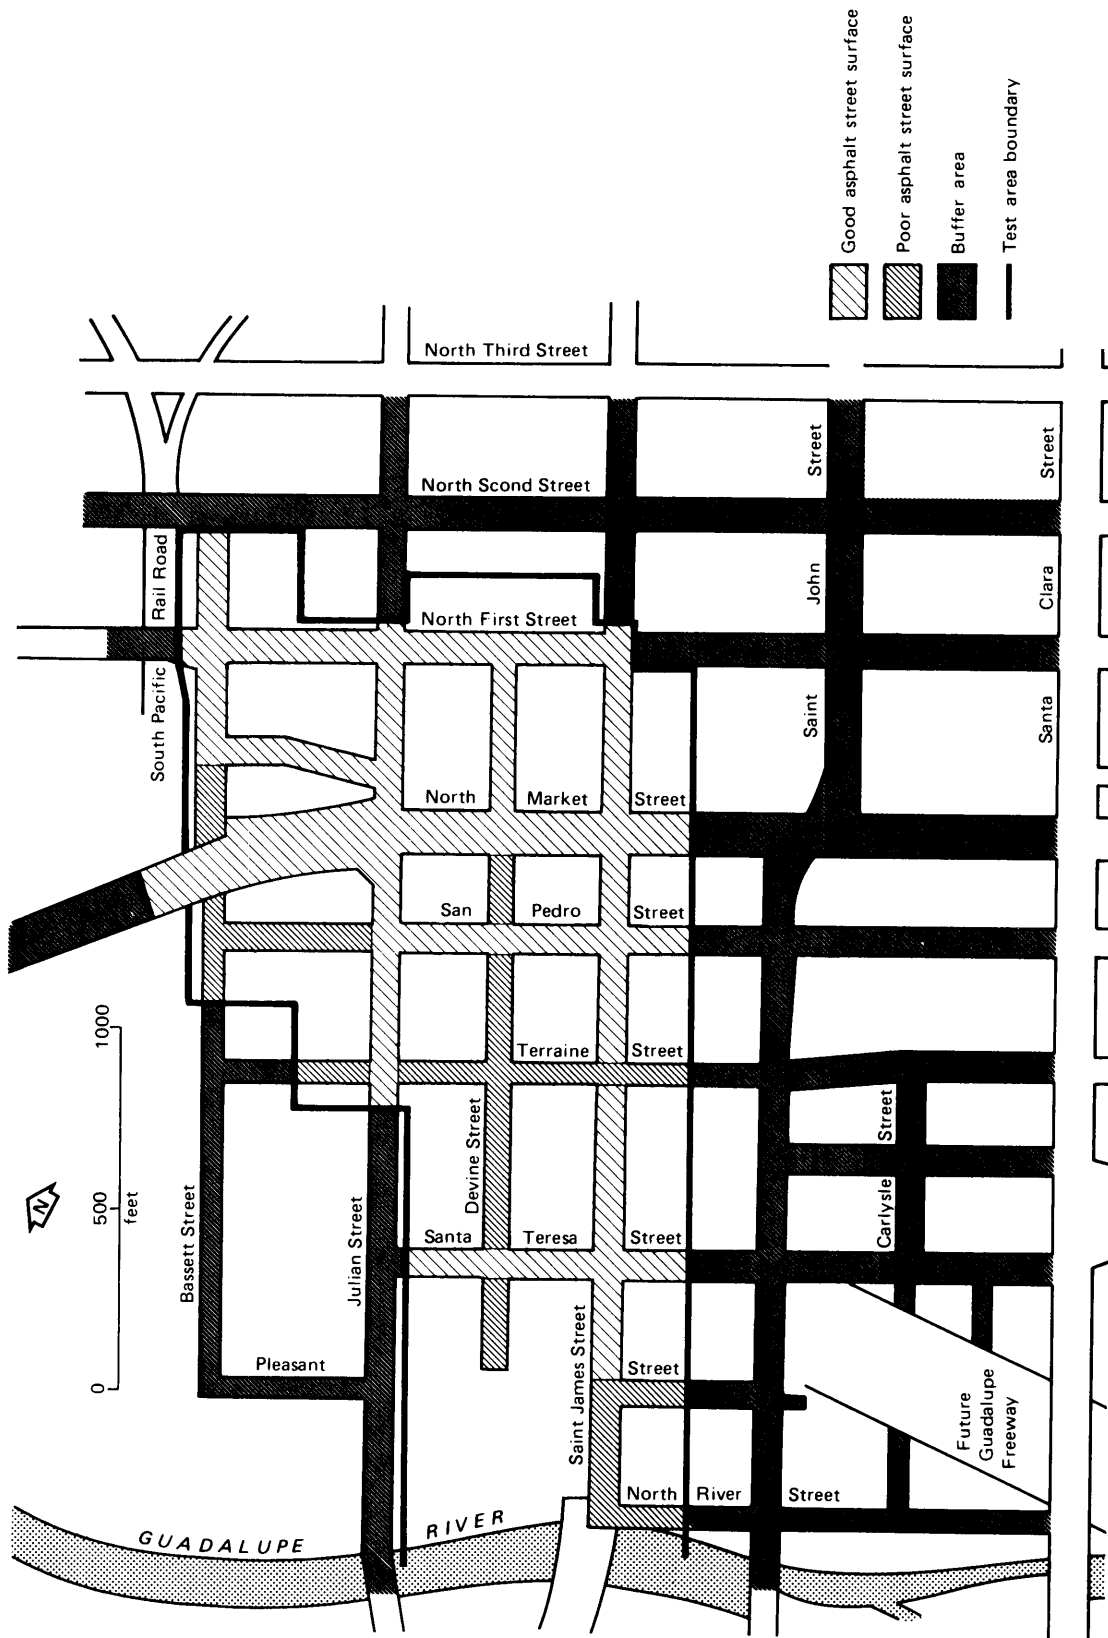 Good asphalt street surface
Poor asphalt street surface
Buffer area
Test area boundary
North Third Street
North Scond Street
North First Street
South Pacific Rail Road
North Market Street
San Pedro Street
Terraine Street
Santa Teresa Street
Pleasant Street
North River Street
Bassett Street
Julian Street
Devine Street
Saint James Street
Saint John Street
Carlysle Street
Santa Clara Street
Future
Guadalupe
Freeway
GUADALUPE RIVER
N
0 500 1000
feet